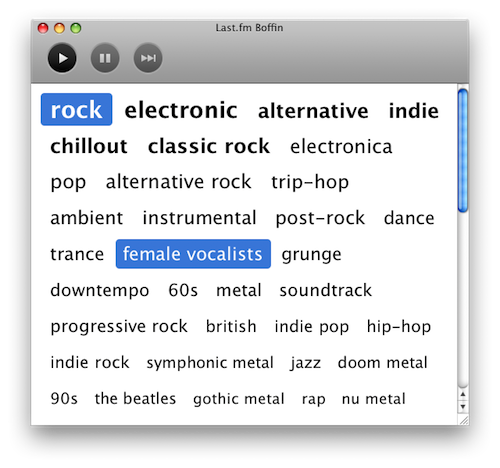 Last.fm Boffin
rock electronic alternative indie
chillout classic rock electronica
pop alternative rock trip-hop
ambient instrumental post-rock dance
trance female vocalists grunge
downtempo 60s metal soundtrack
progressive rock british indie pop hip-hop
indie rock symphonic metal jazz doom metal
90s the beatles gothic metal rap nu metal